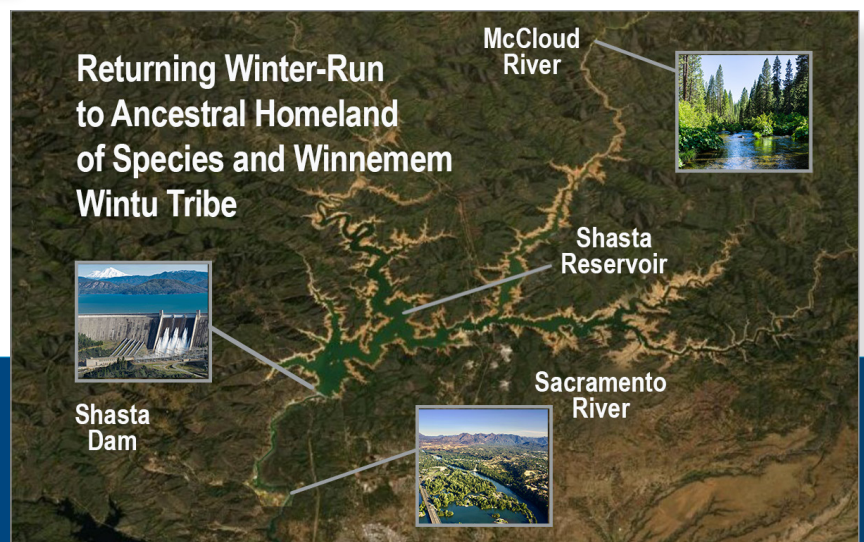 Returning Winter-Run
to Ancestral Homeland
of Species and Winnemem
Wintu Tribe
McCloud
River
Shasta
Reservoir
Shasta
Dam
Sacramento
River